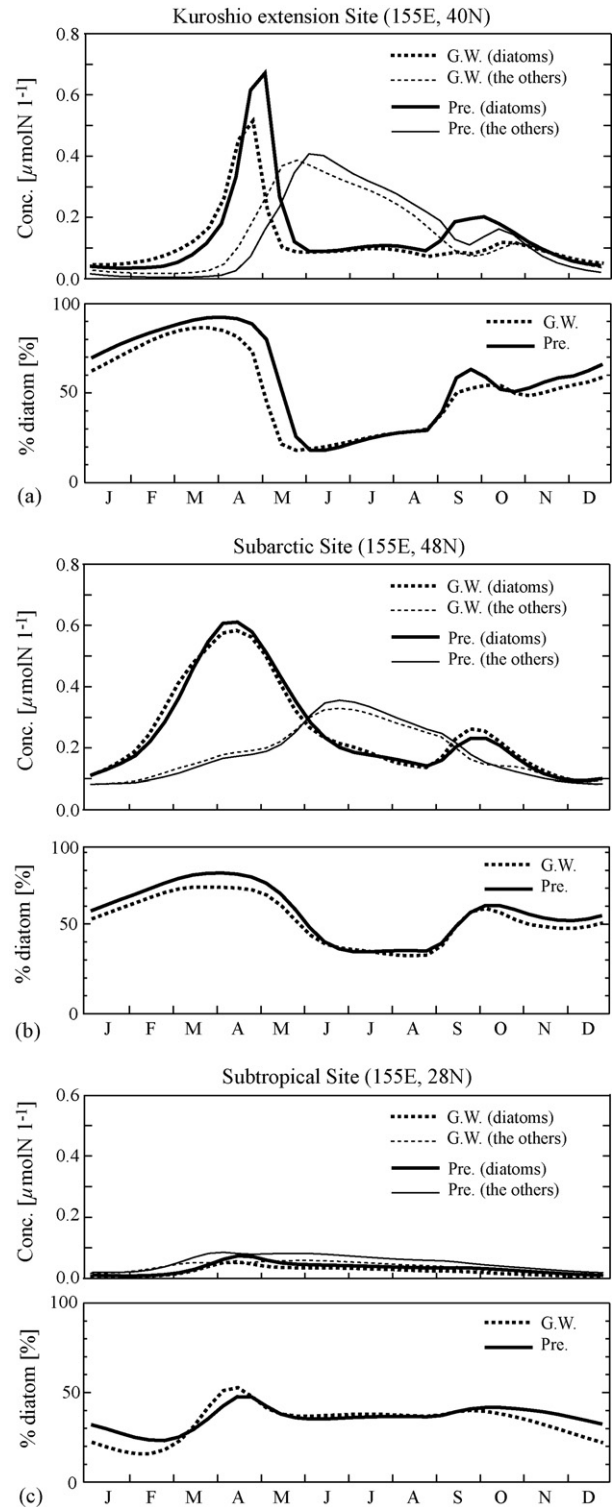 Kuroshio extension Site (155E, 40N)
0.8
0.6
0.4
0.2
0.0
Conc. [μmolN 1⁻¹]
G.W. (diatoms)
G.W. (the others)
Pre. (diatoms)
Pre. (the others)
100
50
0
% diatom [%]
G.W.
Pre.
(a)
J F M A M J J A S O N D
Subarctic Site (155E, 48N)
0.8
0.6
0.4
0.2
0.0
Conc. [μmolN 1⁻¹]
G.W. (diatoms)
G.W. (the others)
Pre. (diatoms)
Pre. (the others)
100
50
0
% diatom [%]
G.W.
Pre.
(b)
J F M A M J J A S O N D
Subtropical Site (155E, 28N)
0.6
0.4
0.2
0.0
Conc. [μmolN 1⁻¹]
G.W. (diatoms)
G.W. (the others)
Pre. (diatoms)
Pre. (the others)
100
50
0
% diatom [%]
G.W.
Pre.
(c)
J F M A M J J A S O N D